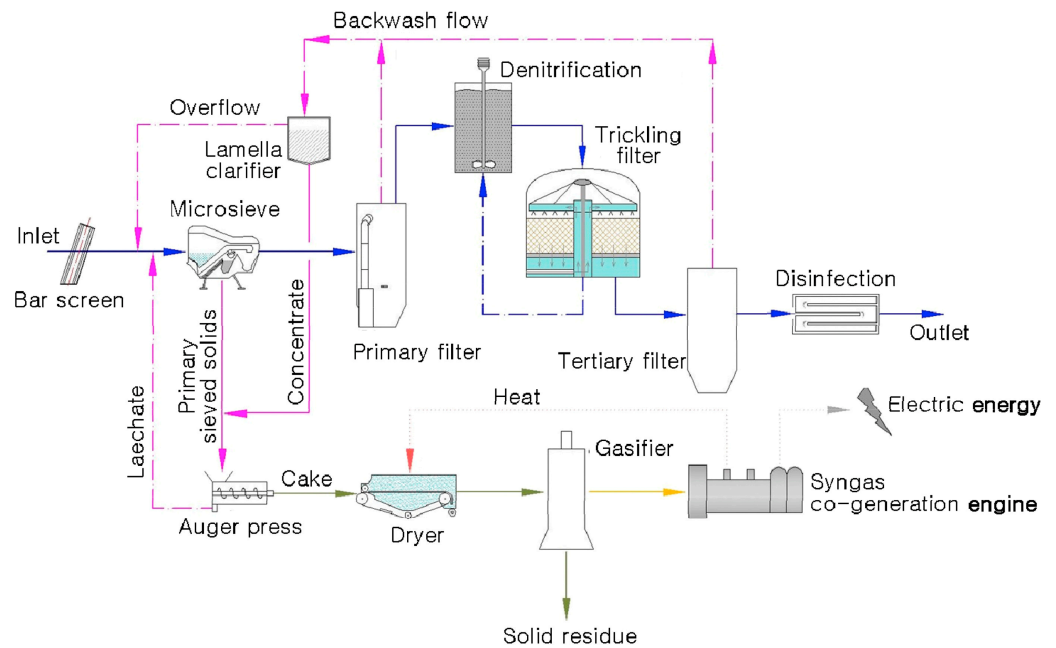 Backwash flow
Denitrification
Overflow
Lamella
clarifier
Trickling
filter
Microsieve
Inlet
Bar screen
Disinfection
Outlet
Primary
sieved solids
Concentrate
Primary filter
Tertiary filter
Laechate
Heat
Electric energy
Gasifier
Cake
Syngas
co-generation engine
Auger press
Dryer
Solid residue